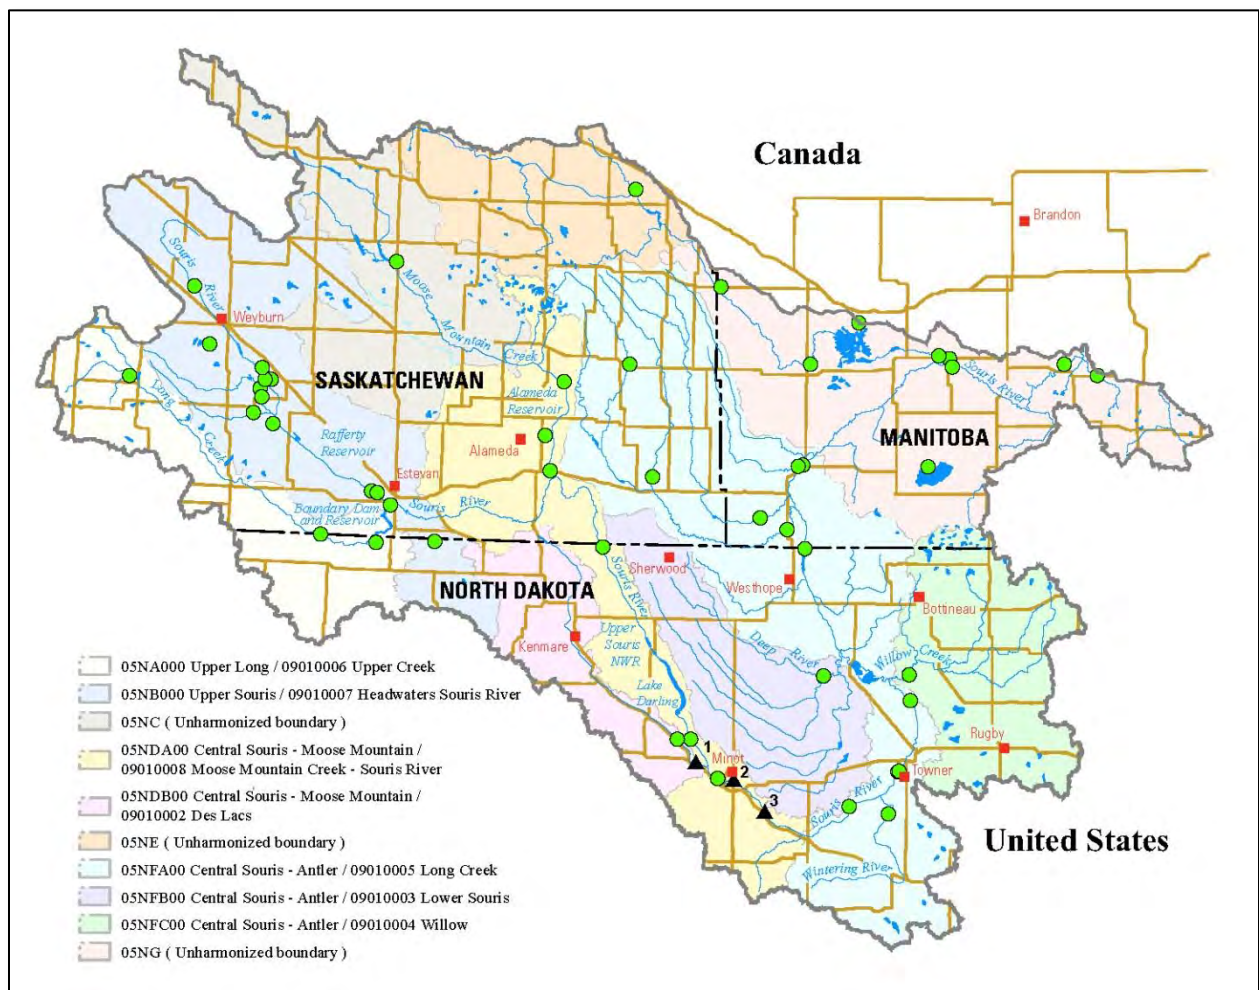 Canada
Brandon
Souris
River
Weyburn
Moose
Mountain
Creek
SASKATCHEWAN
Long
Creek
Alameda
Reservoir
Souris River
MANITOBA
Rafferty
Reservoir
Alameda
Estevan
Boundary Dam
and Reservoir
Souris River
Sherwood
NORTH DAKOTA
Westhope
Souris River
Bottineau
Kenmare
Upper
Souris
NWR
Deep River
Willow Creek
Lake
Darling
Rugby
1
Minot
2
Towner
3
Souris River
United States
Wintering River
05NA000 Upper Long / 09010006 Upper Creek
05NB000 Upper Souris / 09010007 Headwaters Souris River
05NC ( Unharmonized boundary )
05NDA00 Central Souris - Moose Mountain /
09010008 Moose Mountain Creek - Souris River
05NDB00 Central Souris - Moose Mountain /
09010002 Des Lacs
05NE ( Unharmonized boundary )
05NFA00 Central Souris - Antler / 09010005 Long Creek
05NFB00 Central Souris - Antler / 09010003 Lower Souris
05NFC00 Central Souris - Antler / 09010004 Willow
05NG ( Unharmonized boundary )